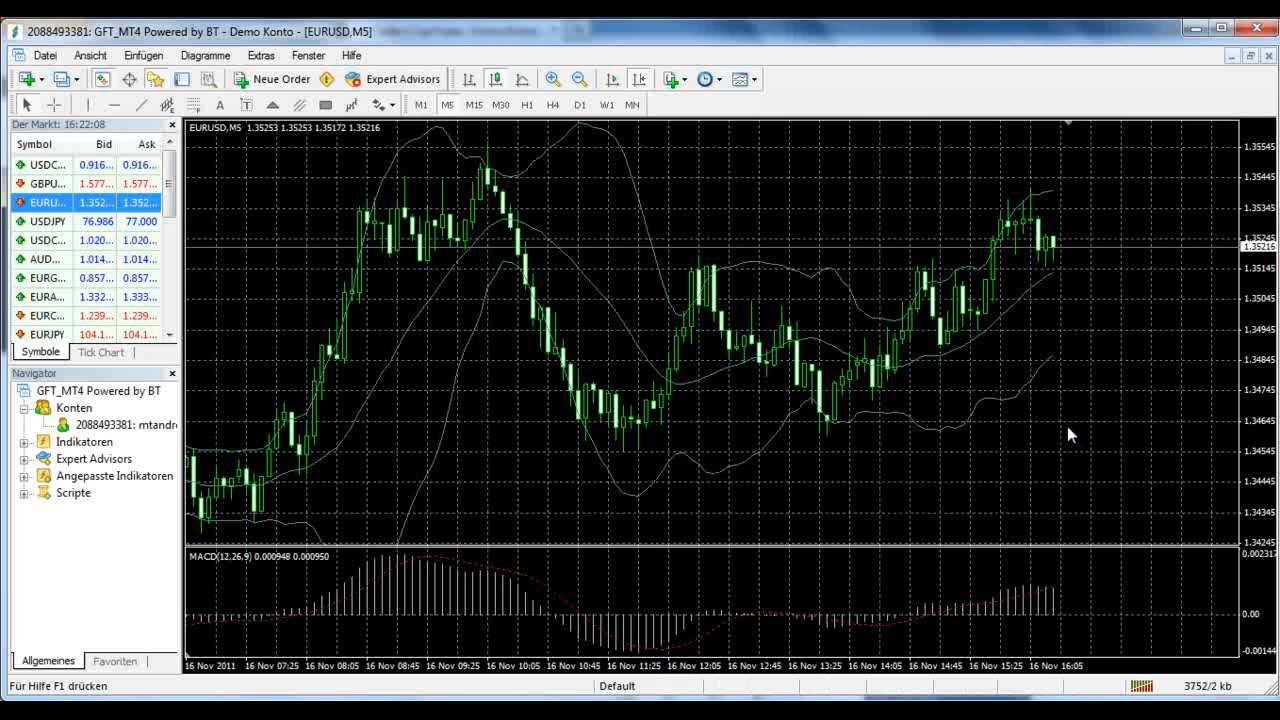 2088493381: GFT_MT4 Powered by BT - Demo Konto - [EURUSD,M5]
Datei Ansicht Einfügen Diagramme Extras Fenster Hilfe
New Order Expert Advisors
A T M1 M5 M15 M30 H1 H4 D1 W1 MN
Der Markt: 16:22:08
Symbol Bid Ask
USDC... 0.916... 0.916...
GBPU... 1.577... 1.577...
EURU... 1.352... 1.352...
USDJPY 76.986 77.000
USDC... 1.020... 1.020...
AUD... 1.014... 1.014...
EURG... 0.857... 0.857...
EURA... 1.332... 1.333...
EURC... 1.239... 1.239...
EURJPY 104.1... 104.1...
Symbole Tick Chart
Navigator
GFT_MT4 Powered by BT
Konten
2088493381: mtandre
Indikatoren
Expert Advisors
Angepasste Indikatoren
Scripte
Allgemeines Favoriten
EURUSD,M5 1.35253 1.35253 1.35172 1.35216
1.35545
1.35445
1.35345
1.35245
1.35216
1.35145
1.35045
1.34945
1.34845
1.34745
1.34645
1.34545
1.34445
1.34345
1.34245
MACD(12,26,9) 0.000948 0.000950
0.002317
0.00
-0.00144
16 Nov 2011 16 Nov 07:25 16 Nov 08:05 16 Nov 08:45 16 Nov 09:25 16 Nov 10:05 16 Nov 10:45 16 Nov 11:25 16 Nov 12:05 16 Nov 12:45 16 Nov 13:25 16 Nov 14:05 16 Nov 14:45 16 Nov 15:25 16 Nov 16:05
Für Hilfe F1 drücken Default 3752/2 kb